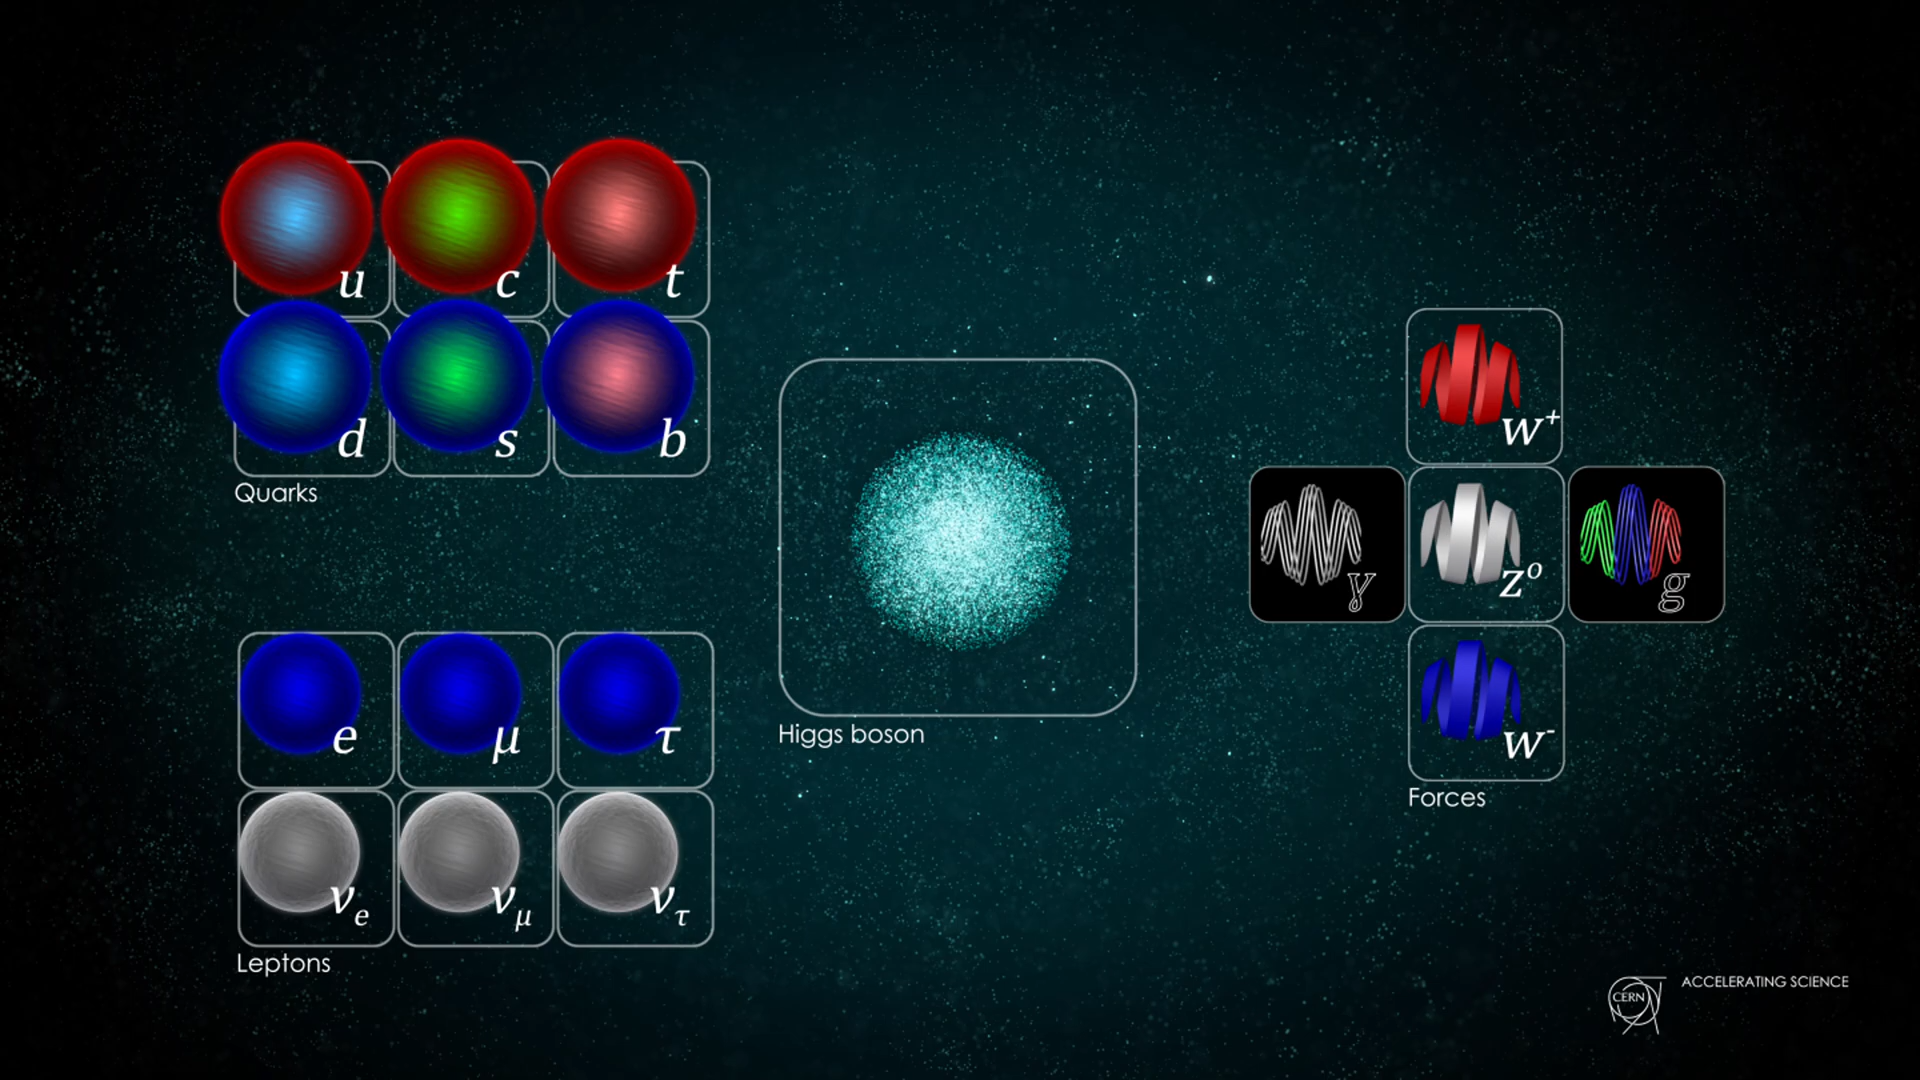 u c t
d s b
Quarks
e μ τ
νe νμ ντ
Leptons
Higgs boson
W+
γ Z0 g
W-
Forces
CERN
ACCELERATING SCIENCE